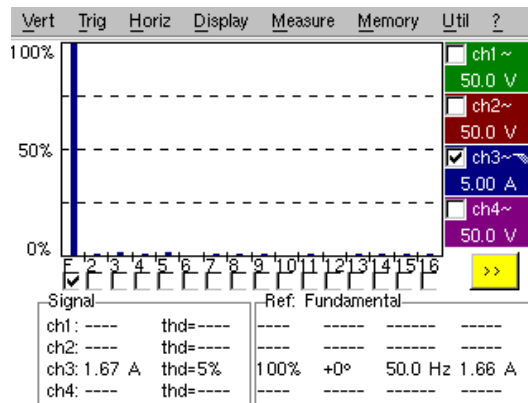 Vert Trig Horiz Display Measure Memory Util ?
100%
50%
0%
ch1~
50.0 V
ch2~
50.0 V
ch3~
5.00 A
ch4~
50.0 V
F 2 3 4 5 6 7 8 9 10 11 12 13 14 15 16
>>
Signal Ref: Fundamental
ch1: ---- thd=---- ---- ---- ------ -----
ch2: ---- thd=---- ---- ---- ------ -----
ch3: 1.67 A thd=5% 100% +0° 50.0 Hz 1.66 A
ch4: ---- thd=---- ---- ---- ------ -----